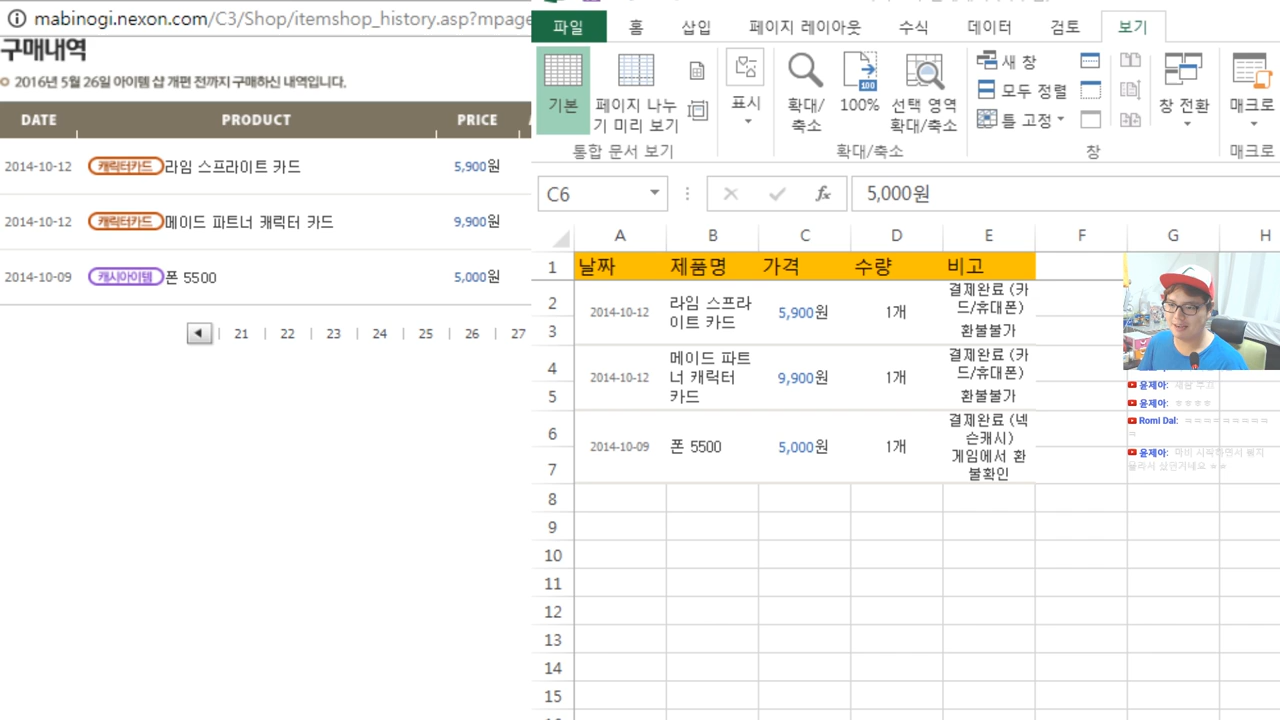 mabinogi.nexon.com/C3/Shop/itemshop_history.asp?mpage
구매내역
2016년 5월 26일 아이템 샵 개편 전까지 구매하신 내역입니다.
DATE PRODUCT PRICE
2014-10-12 캐릭터카드 라임 스프라이트 카드 5,900원
2014-10-12 캐릭터카드 메이드 파트너 캐릭터 카드 9,900원
2014-10-09 캐시아이템 폰 5500 5,000원
◀ | 21 | 22 | 23 | 24 | 25 | 26 | 27
파일 홈 삽입 페이지 레이아웃 수식 데이터 검토 보기
기본
페이지 나누
기 미리 보기
표시
확대/
축소
100%
선택 영역
확대/축소
새 창
모두 정렬
틀 고정
창 전환
매크로
통합 문서 보기 확대/축소 창 매크로
C6 fx 5,000원
A B C D E F G H
1 날짜 제품명 가격 수량 비고
2
3
2014-10-12
라임 스프라
이트 카드
5,900원
1개
결제완료 (카
드/휴대폰)
환불불가
4
5
2014-10-12
메이드 파트
너 캐릭터
카드
9,900원
1개
결제완료 (카
드/휴대폰)
환불불가
6
7
2014-10-09
폰 5500
5,000원
1개
결제완료 (넥
슨캐시)
게임에서 환
불확인
8
9
10
11
12
13
14
15
윤제아:
윤제아: ㅎㅎㅎㅎ
Romi Dal: ㅋㅋㅋㅋㅋㅋㅋㅋㅋ
ㅋ
윤제아: 마비 시작하면서